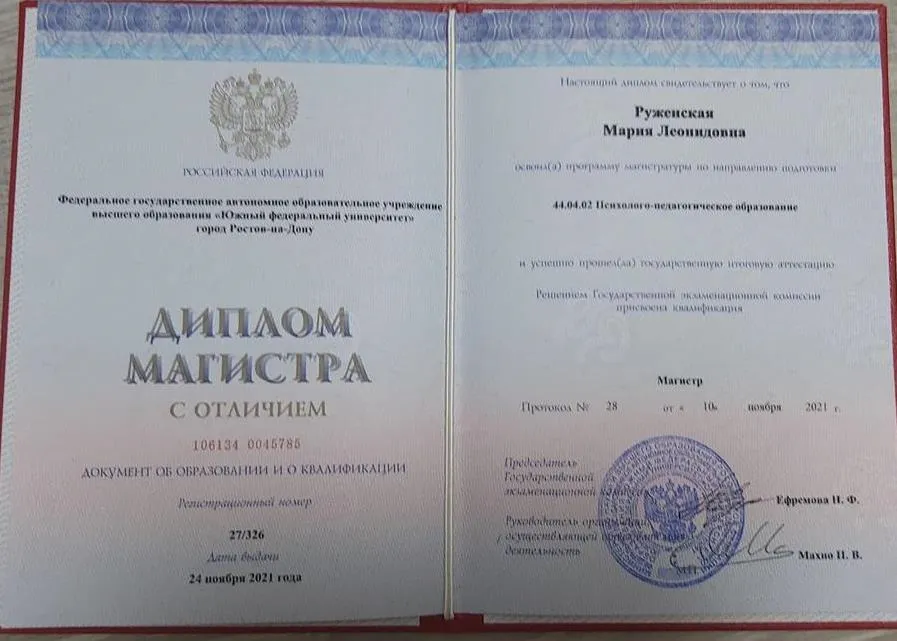 РОССИЙСКАЯ ФЕДЕРАЦИЯ
Федеральное государственное автономное образовательное учреждение
высшего образования «Южный федеральный университет»
город Ростов-на-Дону
ДИПЛОМ
МАГИСТРА
С ОТЛИЧИЕМ
106134 0045785
ДОКУМЕНТ ОБ ОБРАЗОВАНИИ И О КВАЛИФИКАЦИИ
Регистрационный номер
27/326
Дата выдачи
24 ноября 2021 года
Настоящий диплом свидетельствует о том, что
Руженская
Мария Леонидовна
освоил(а) программу магистратуры по направлению подготовки
44.04.02 Психолого-педагогическое образование
и успешно прошел(ла) государственную итоговую аттестацию
Решением Государственной экзаменационной комиссии
присвоена квалификация
Магистр
Протокол № 28 от « 10» ноября 2021 г.
Председатель
Государственной
экзаменационной комиссии
Ефремова Н. Ф.
Руководитель организации,
осуществляющей образовательную
деятельность
Махно П. В.
М.П.